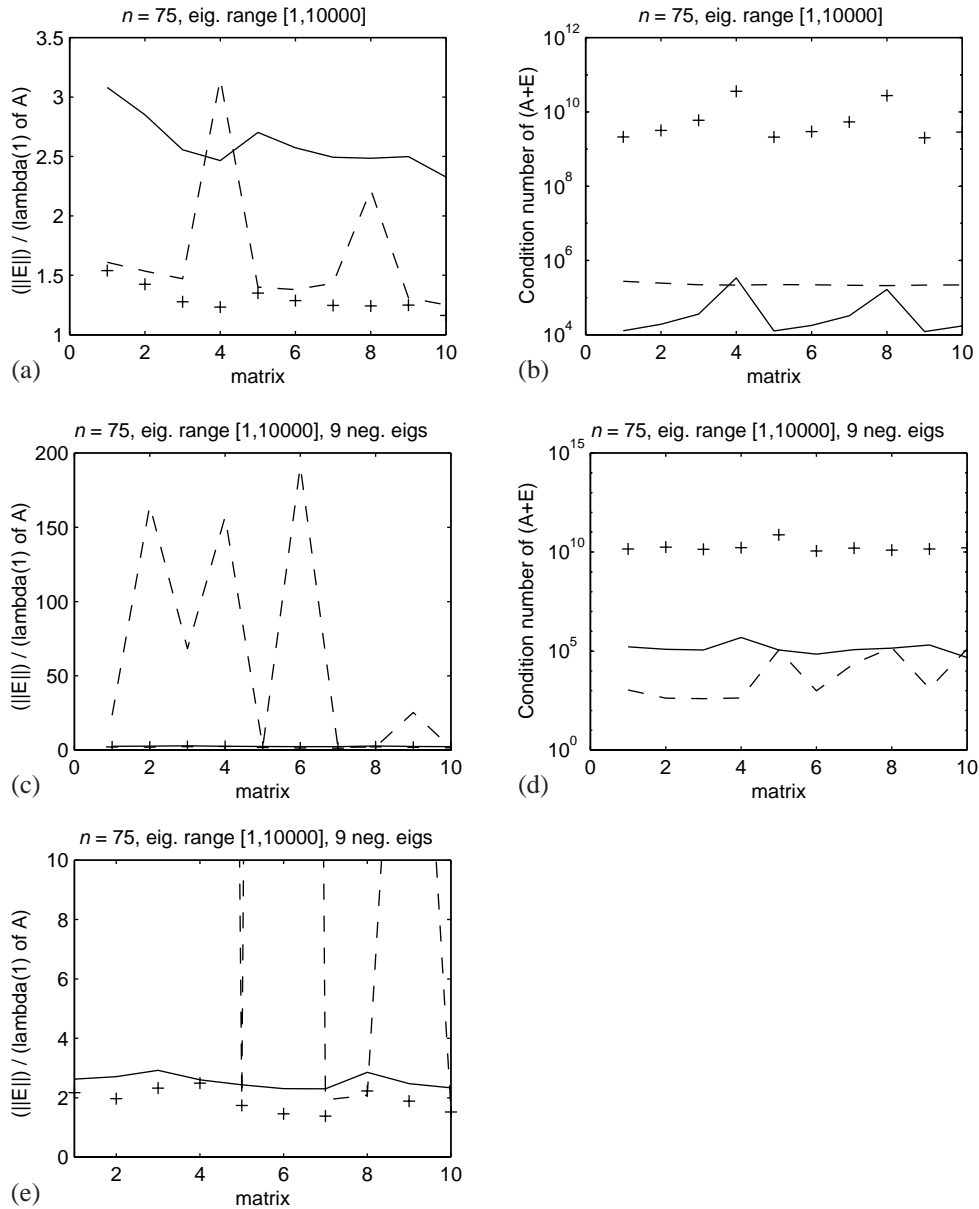 n = 75, eig. range [1,10000]
3.5
3
2.5
2
1.5
1
(||E||) / (lambda(1) of A)
0 2 4 6 8 10
matrix
(a)
n = 75, eig. range [1,10000]
10^12
10^10
10^8
10^6
10^4
Condition number of (A+E)
0 2 4 6 8 10
matrix
(b)
n = 75, eig. range [1,10000], 9 neg. eigs
200
150
100
50
0
(||E||) / (lambda(1) of A)
0 2 4 6 8 10
matrix
(c)
n = 75, eig. range [1,10000], 9 neg. eigs
10^15
10^10
10^5
10^0
Condition number of (A+E)
0 2 4 6 8 10
matrix
(d)
n = 75, eig. range [1,10000], 9 neg. eigs
10
8
6
4
2
0
(||E||) / (lambda(1) of A)
2 4 6 8 10
matrix
(e)